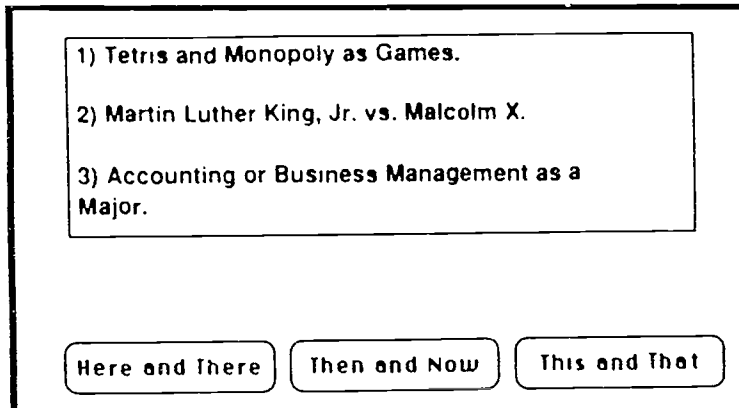 1) Tetris and Monopoly as Games.
2) Martin Luther King, Jr. vs. Malcolm X.
3) Accounting or Business Management as a
Major.
Here and There
Then and Now
This and That